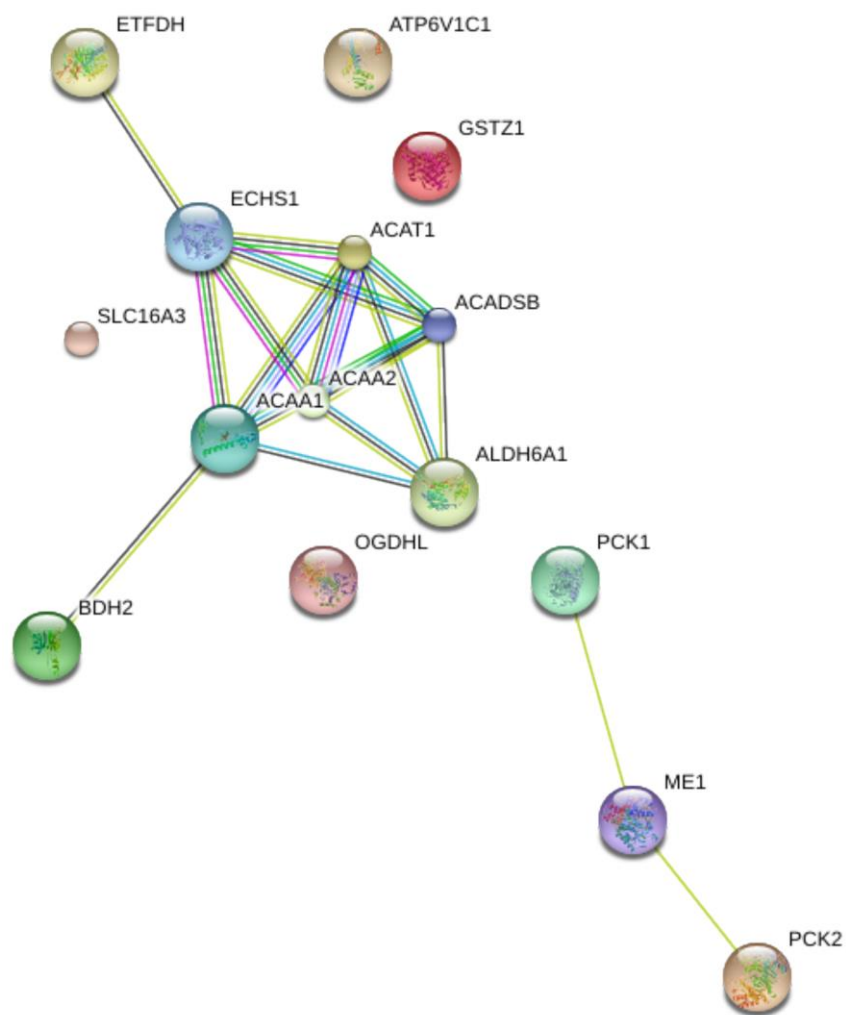 ETFDH
ATP6V1C1
GSTZ1
ECHS1
ACAT1
ACADSB
SLC16A3
ACAA2
ACAA1
ALDH6A1
OGDHL
PCK1
BDH2
ME1
PCK2